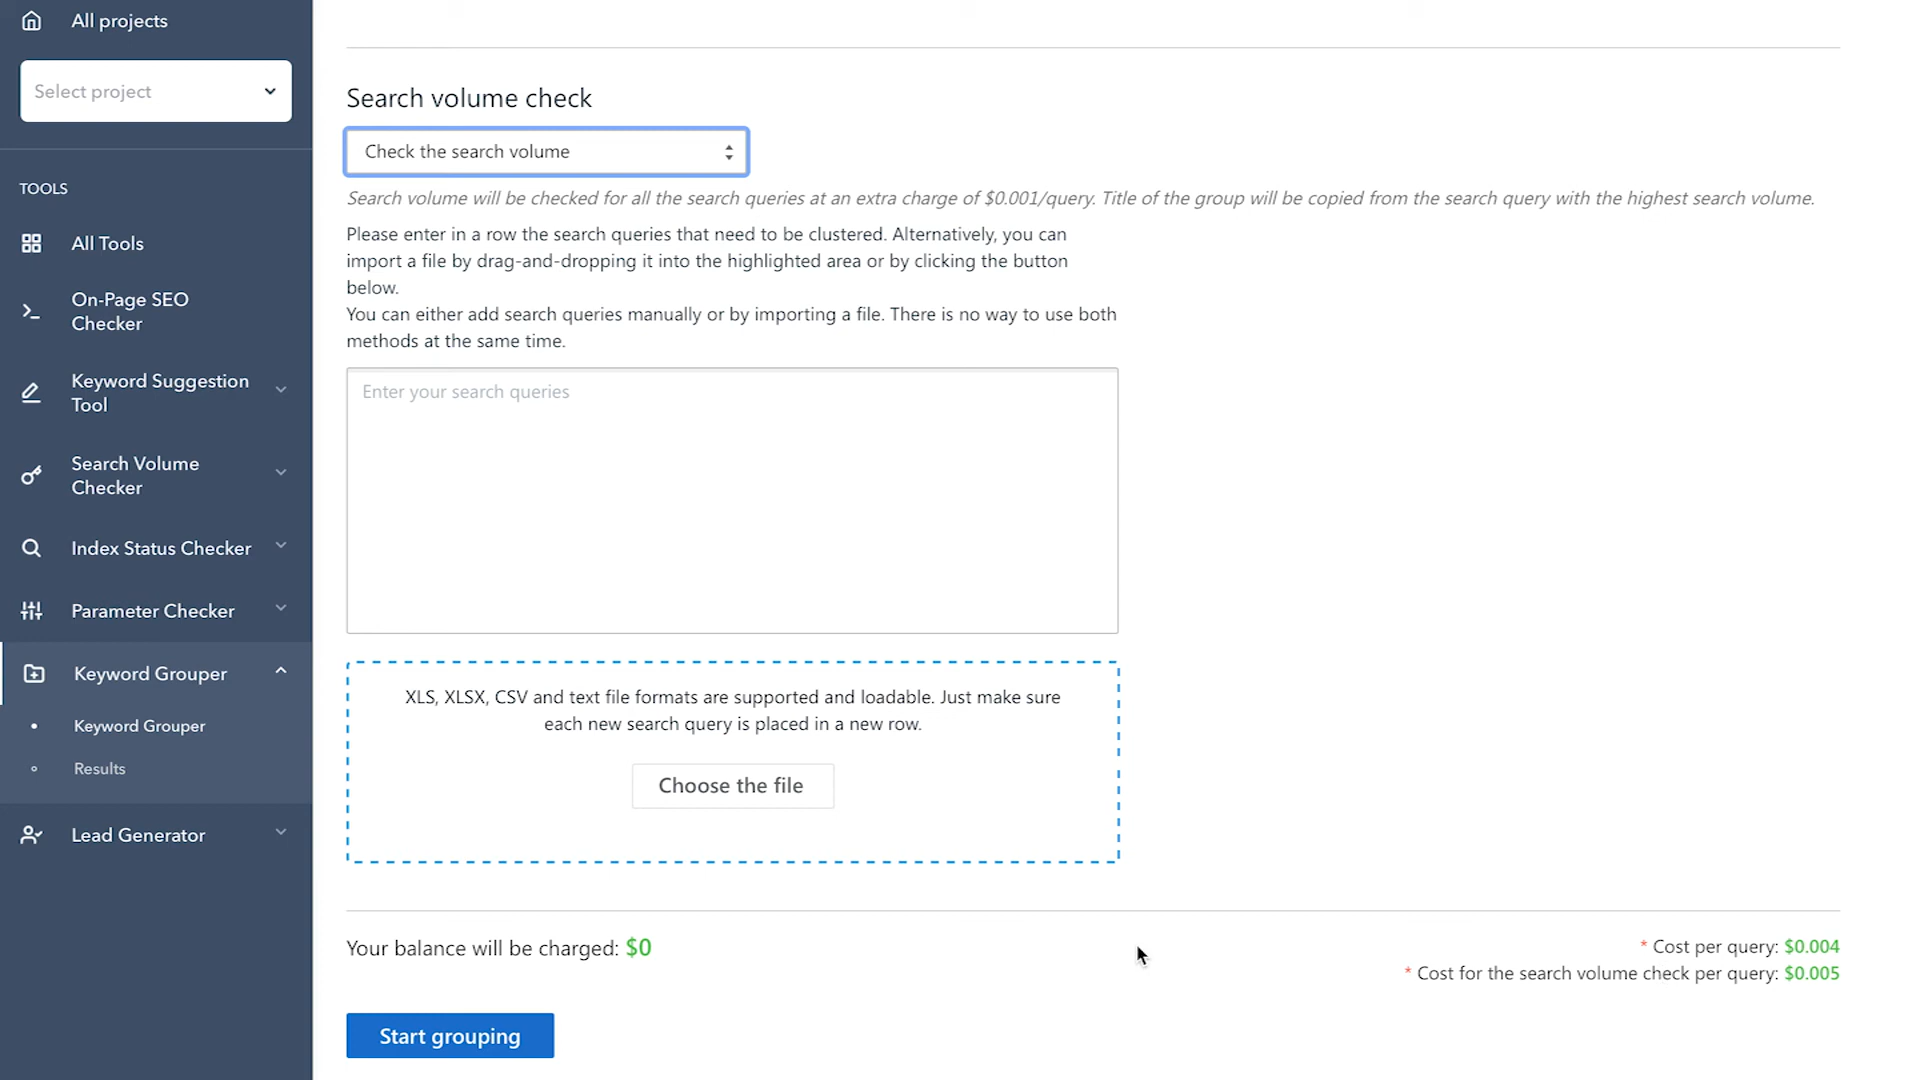 All projects
Select project
TOOLS
All Tools
On-Page SEO
Checker
Keyword Suggestion
Tool
Search Volume
Checker
Index Status Checker
Parameter Checker
Keyword Grouper
Keyword Grouper
Results
Lead Generator
Search volume check
Check the search volume
Search volume will be checked for all the search queries at an extra charge of $0.001/query. Title of the group will be copied from the search query with the highest search volume.
Please enter in a row the search queries that need to be clustered. Alternatively, you can
import a file by drag-and-dropping it into the highlighted area or by clicking the button
below.
You can either add search queries manually or by importing a file. There is no way to use both
methods at the same time.
Enter your search queries
XLS, XLSX, CSV and text file formats are supported and loadable. Just make sure
each new search query is placed in a new row.
Choose the file
Your balance will be charged: $0
* Cost per query: $0.004
* Cost for the search volume check per query: $0.005
Start grouping